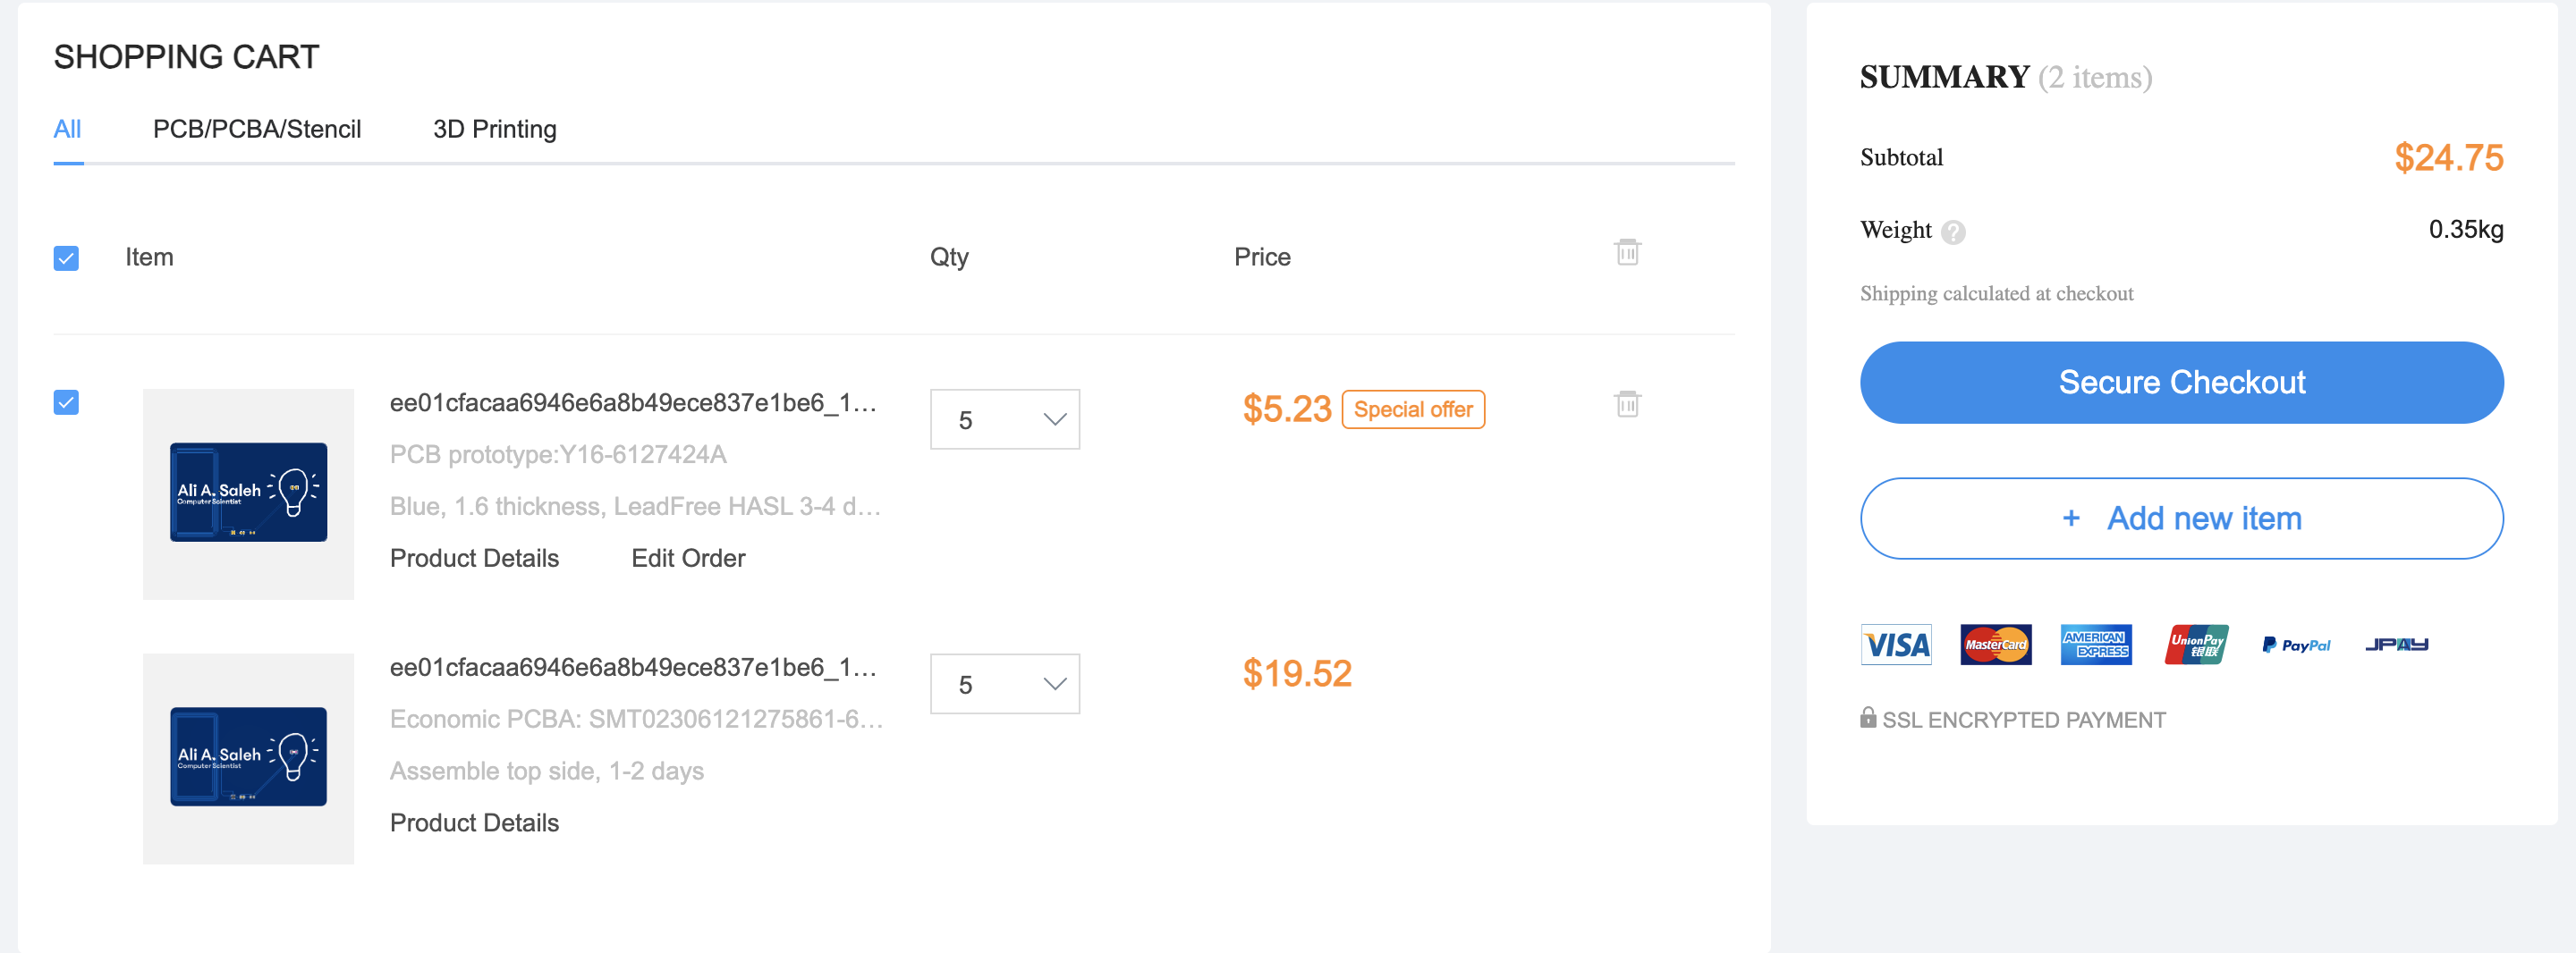 SHOPPING CART
All PCB/PCBA/Stencil 3D Printing
Item Qty Price
ee01cfacaa6946e6a8b49ece837e1be6_1... 5 $5.23 Special offer
PCB prototype:Y16-6127424A
Blue, 1.6 thickness, LeadFree HASL 3-4 d...
Product Details Edit Order
Ali A. Saleh
Computer Scientist
ee01cfacaa6946e6a8b49ece837e1be6_1... 5 $19.52
Economic PCBA: SMT02306121275861-6...
Assemble top side, 1-2 days
Product Details
Ali A. Saleh
Computer Scientist
SUMMARY (2 items)
Subtotal $24.75
Weight ? 0.35kg
Shipping calculated at checkout
Secure Checkout
+ Add new item
VISA MasterCard AMERICAN EXPRESS UnionPay 银联 PayPal JPAY
SSL ENCRYPTED PAYMENT